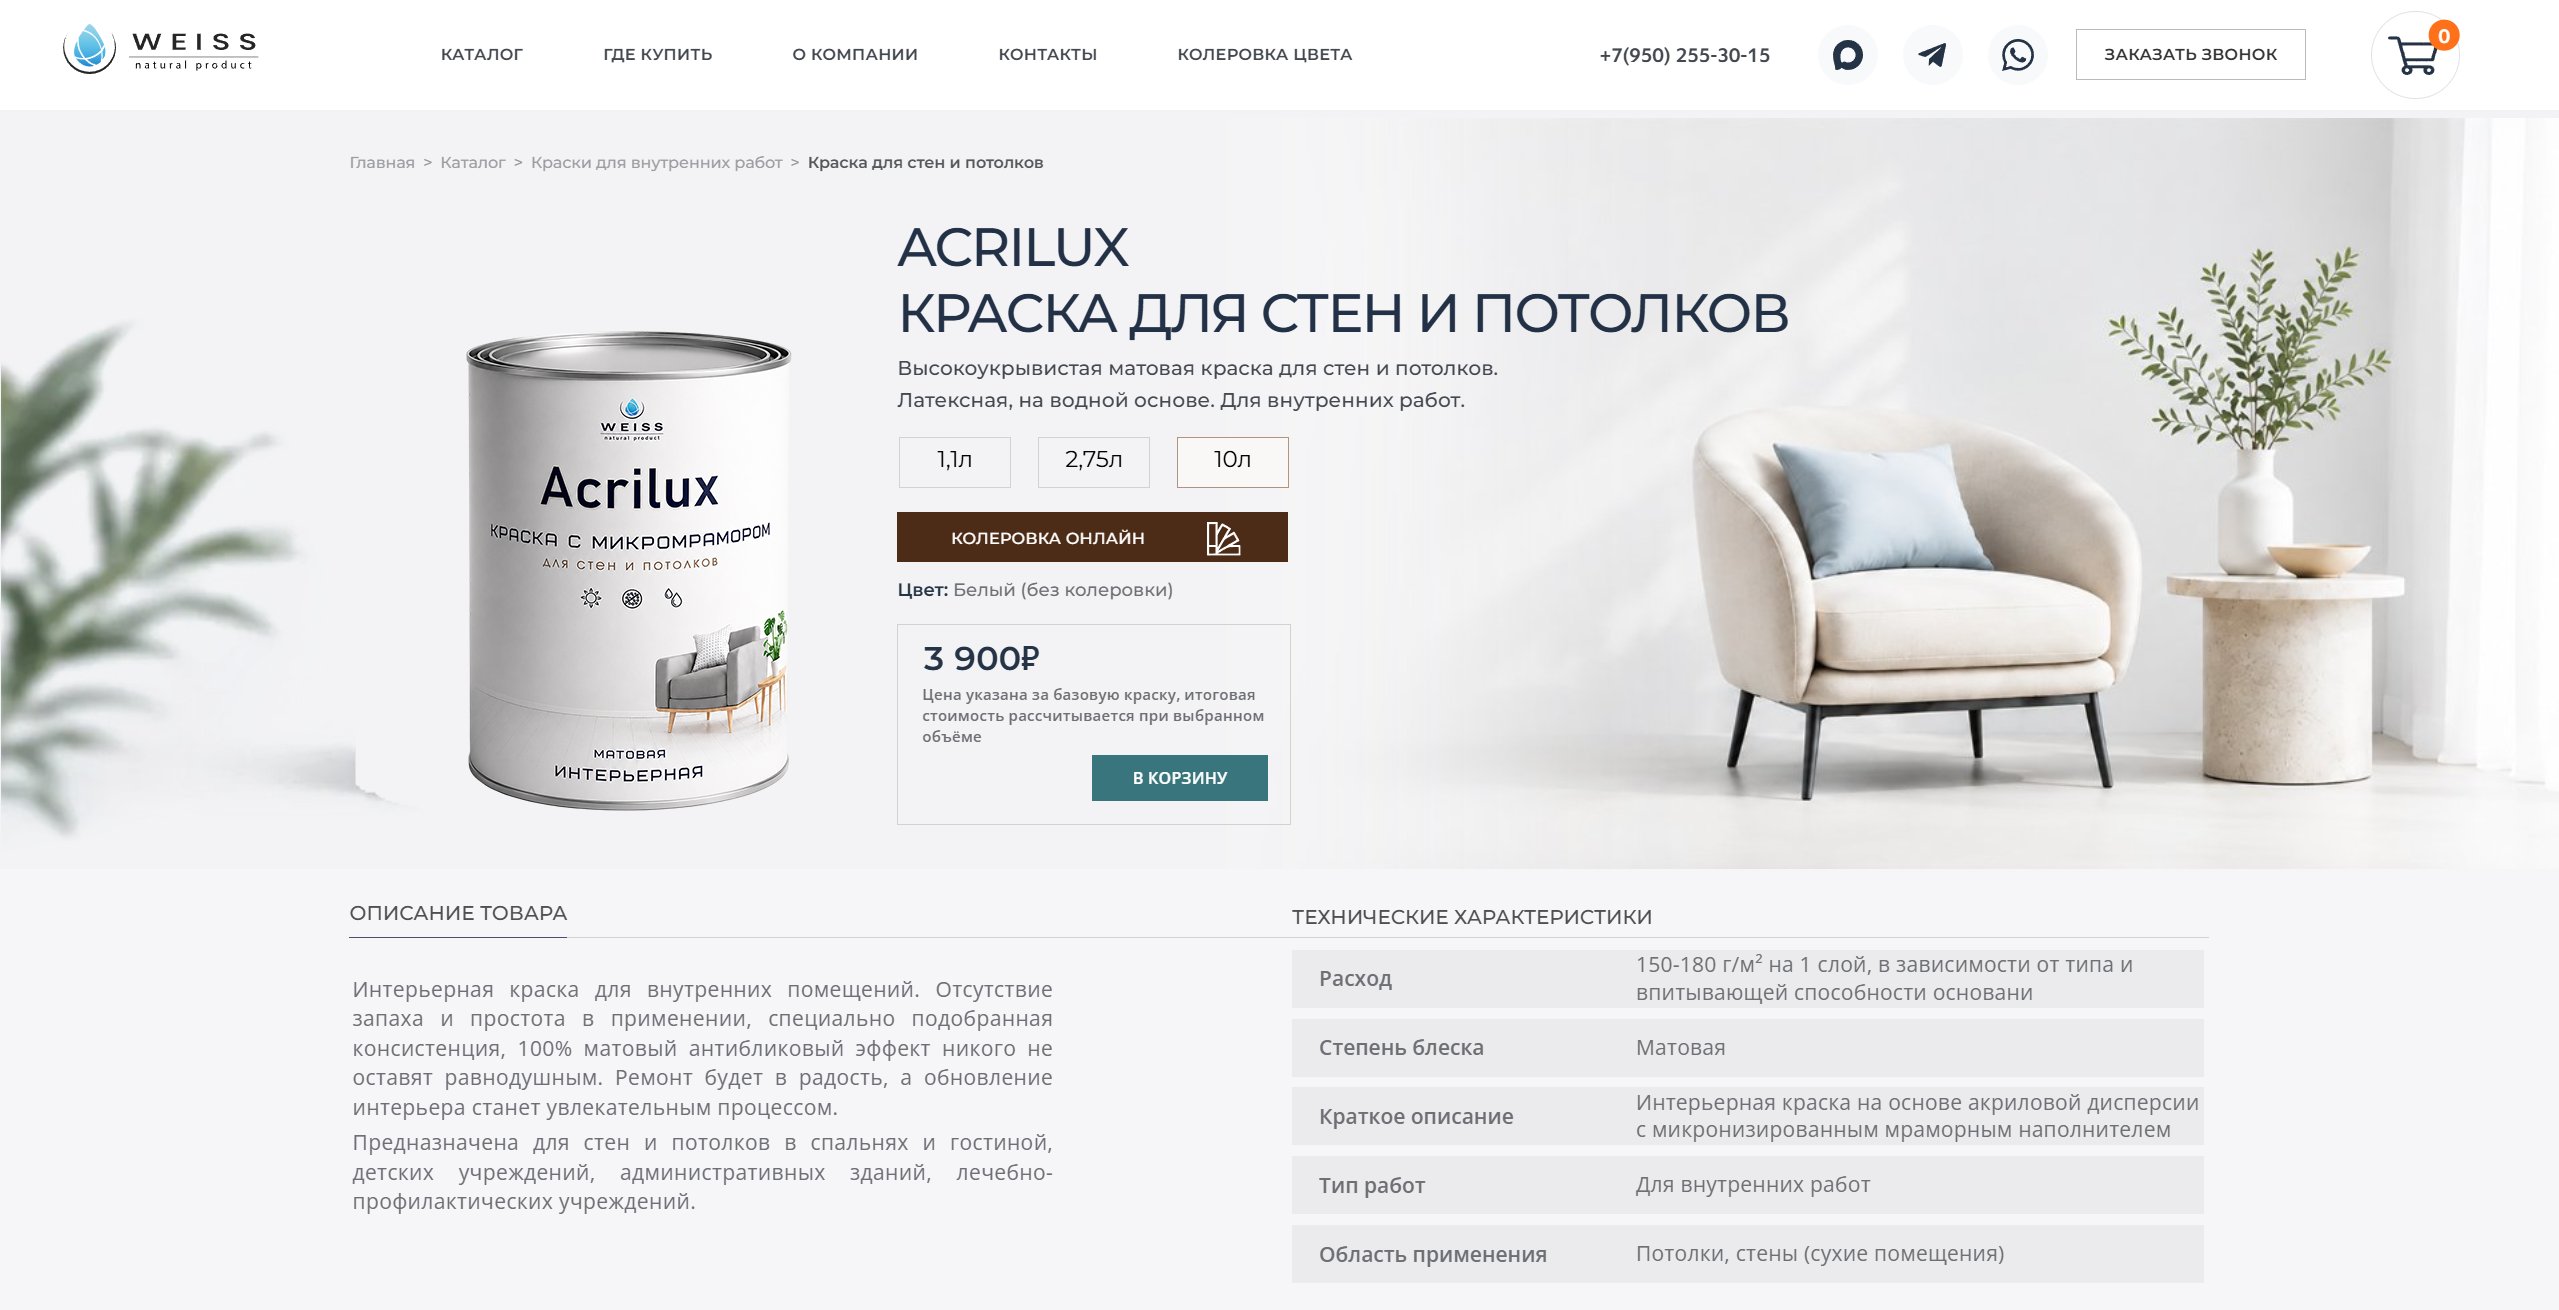 WEISS
natural product
КАТАЛОГ
ГДЕ КУПИТЬ
О КОМПАНИИ
КОНТАКТЫ
КОЛЕРОВКА ЦВЕТА
+7(950) 255-30-15
ЗАКАЗАТЬ ЗВОНОК
0
Главная > Каталог > Краски для внутренних работ > Краска для стен и потолков
ACRILUX
КРАСКА ДЛЯ СТЕН И ПОТОЛКОВ
Высокоукрывистая матовая краска для стен и потолков.
Латексная, на водной основе. Для внутренних работ.
1,1л
2,75л
10л
КОЛЕРОВКА ОНЛАЙН
Цвет: Белый (без колеровки)
3 900₽
Цена указана за базовую краску, итоговая
стоимость рассчитывается при выбранном
объёме
В КОРЗИНУ
WEISS
natural product
Acrilux
КРАСКА С МИКРОМРАМОРОМ
ДЛЯ СТЕН И ПОТОЛКОВ
МАТОВАЯ
ИНТЕРЬЕРНАЯ
ОПИСАНИЕ ТОВАРА
Интерьерная краска для внутренних помещений. Отсутствие
запаха и простота в применении, специально подобранная
консистенция, 100% матовый антибликовый эффект никого не
оставят равнодушным. Ремонт будет в радость, а обновление
интерьера станет увлекательным процессом.
Предназначена для стен и потолков в спальнях и гостиной,
детских учреждений, административных зданий, лечебно-
профилактических учреждений.
ТЕХНИЧЕСКИЕ ХАРАКТЕРИСТИКИ
Расход
150-180 г/м² на 1 слой, в зависимости от типа и
впитывающей способности основани
Степень блеска
Матовая
Краткое описание
Интерьерная краска на основе акриловой дисперсии
с микронизированным мраморным наполнителем
Тип работ
Для внутренних работ
Область применения
Потолки, стены (сухие помещения)